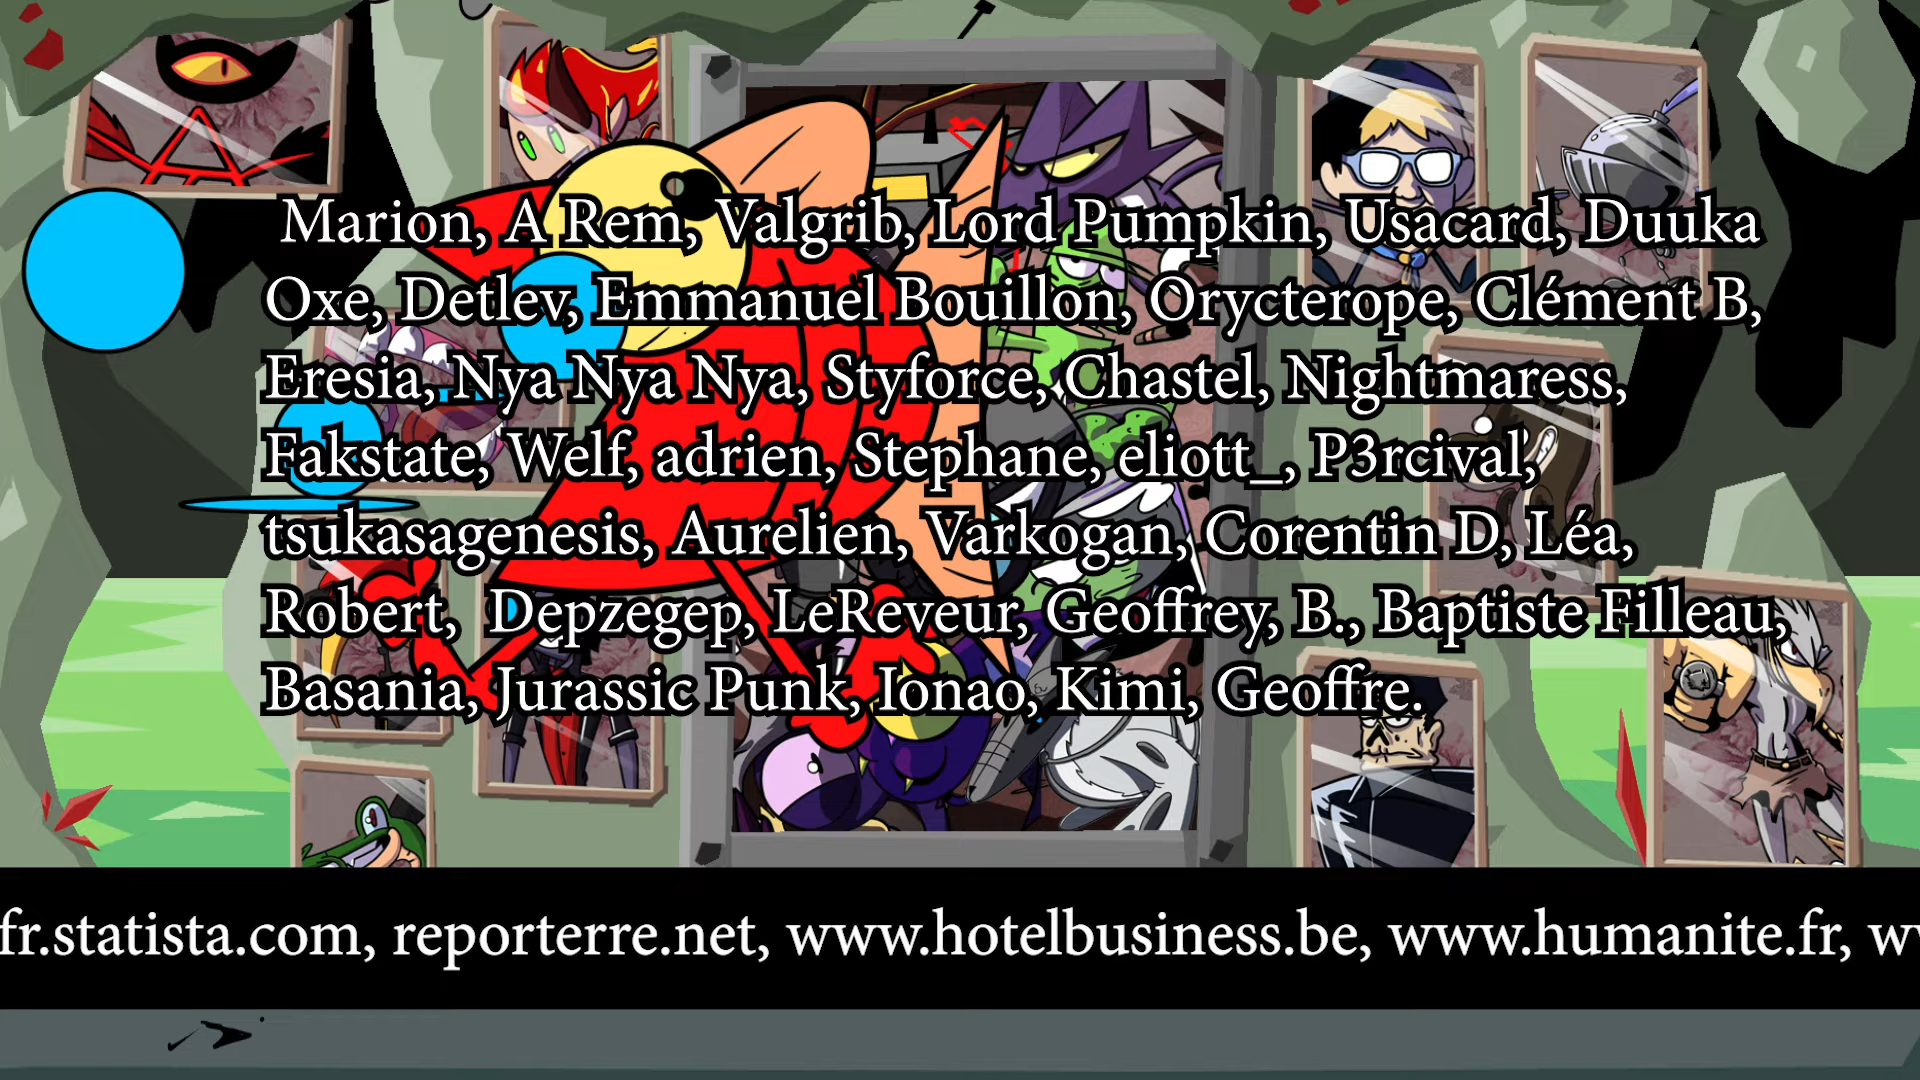 Marion, A Rem, Valgrib, Lord Pumpkin, Usacard, Duuka
Oxe, Detlev, Emmanuel Bouillon, Orycterope, Clément B,
Eresia, Nya Nya Nya, Styforce, Chastel, Nightmaress,
Fakstate, Welf, adrien, Stephane, eliott_, P3rcival,
tsukasagenesis, Aurelien, Varkogan, Corentin D, Léa,
Robert, Depzegep, LeReveur, Geoffrey, B., Baptiste Filleau,
Basania, Jurassic Punk, Ionao, Kimi, Geoffre.
fr.statista.com, reporterre.net, www.hotelbusiness.be, www.humanite.fr,